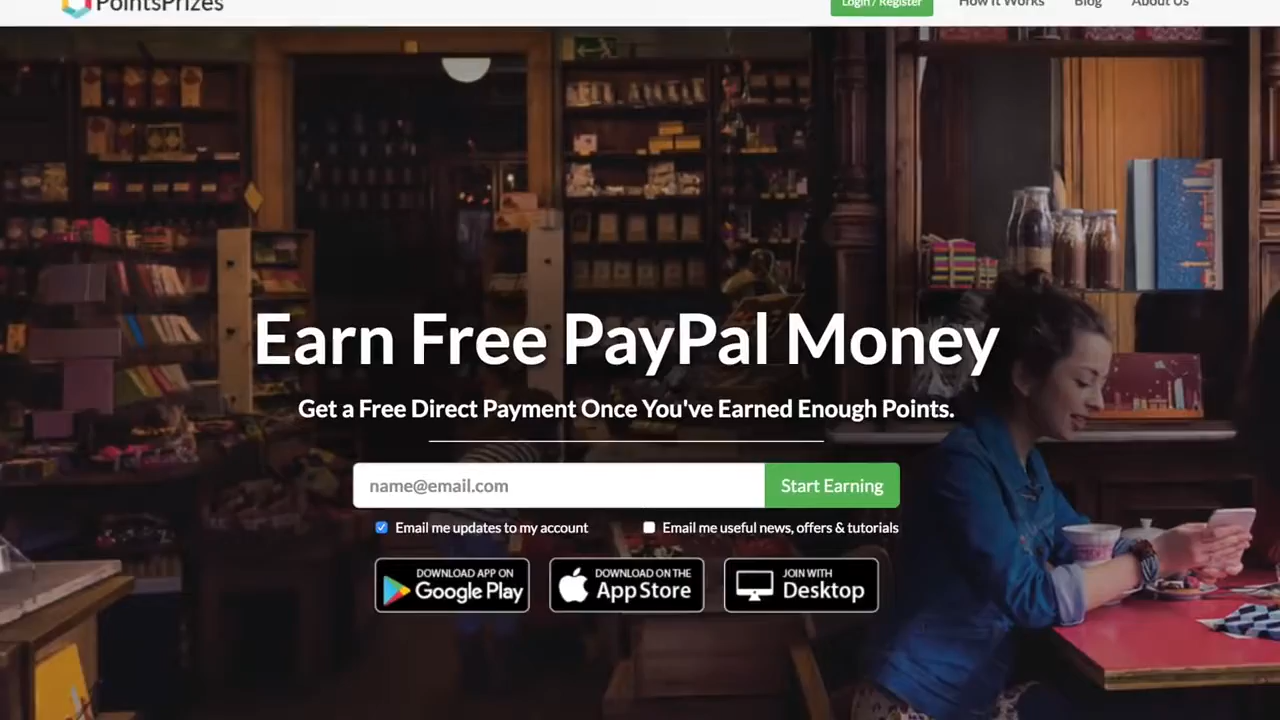 PointsPrizes
Login / Register
How It Works
Blog
About Us
Earn Free PayPal Money
Get a Free Direct Payment Once You've Earned Enough Points.
name@email.com
Start Earning
Email me updates to my account
Email me useful news, offers & tutorials
DOWNLOAD APP ON
Google Play
DOWNLOAD ON THE
App Store
JOIN WITH
Desktop